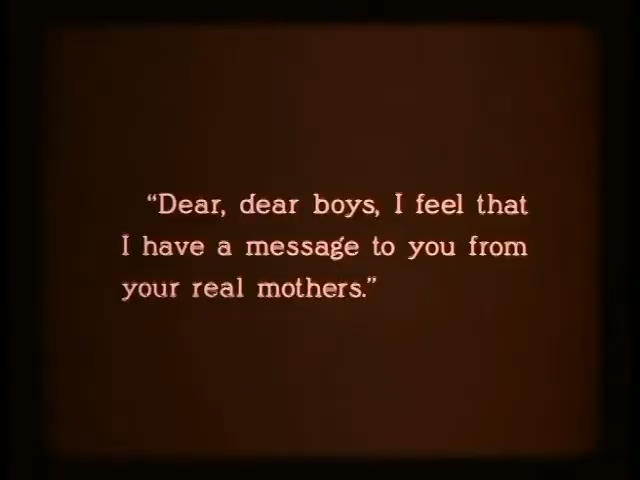 “Dear, dear boys, I feel that
I have a message to you from
your real mothers.”